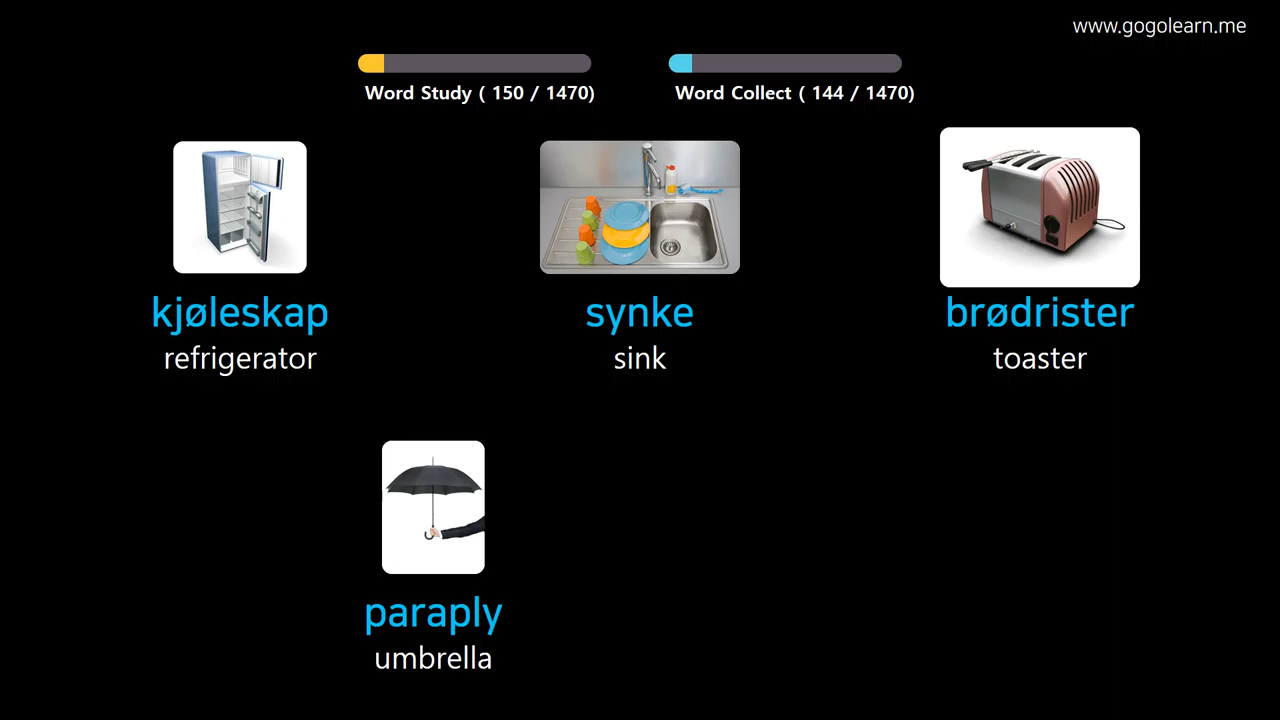 www.gogolearn.me
Word Study ( 150 / 1470)
Word Collect ( 144 / 1470)
kjøleskap
refrigerator
synke
sink
brødrister
toaster
paraply
umbrella